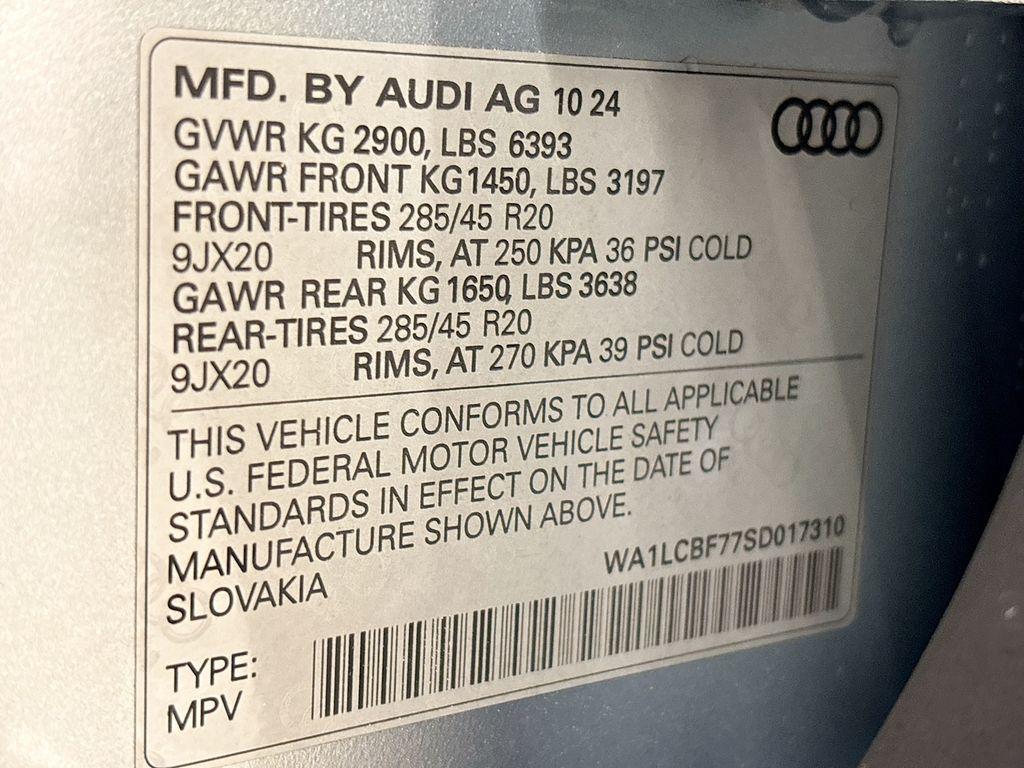 MFD. BY AUDI AG 10 24
GVWR KG 2900, LBS 6393
GAWR FRONT KG 1450, LBS 3197
FRONT-TIRES 285/45 R20
9JX20 RIMS, AT 250 KPA 36 PSI COLD
GAWR REAR KG 1650, LBS 3638
REAR-TIRES 285/45 R20
9JX20 RIMS, AT 270 KPA 39 PSI COLD
THIS VEHICLE CONFORMS TO ALL APPLICABLE
U.S. FEDERAL MOTOR VEHICLE SAFETY
STANDARDS IN EFFECT ON THE DATE OF
MANUFACTURE SHOWN ABOVE.
SLOVAKIA
WA1LCBF77SD017310
TYPE:
MPV